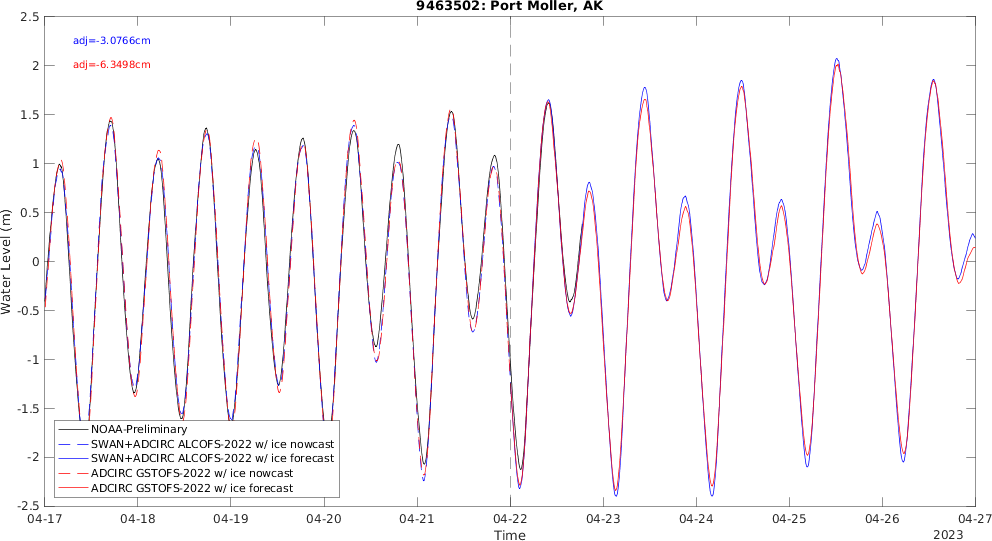 9463502: Port Moller, AK
adj=-3.0766cm
adj=-6.3498cm
2.5
2
1.5
1
0.5
0
-0.5
-1
-1.5
-2
-2.5
Water Level (m)
NOAA-Preliminary
SWAN+ADCIRC ALCOFS-2022 w/ ice nowcast
SWAN+ADCIRC ALCOFS-2022 w/ ice forecast
ADCIRC GSTOFS-2022 w/ ice nowcast
ADCIRC GSTOFS-2022 w/ ice forecast
04-17 04-18 04-19 04-20 04-21 04-22 04-23 04-24 04-25 04-26 04-27
Time
2023